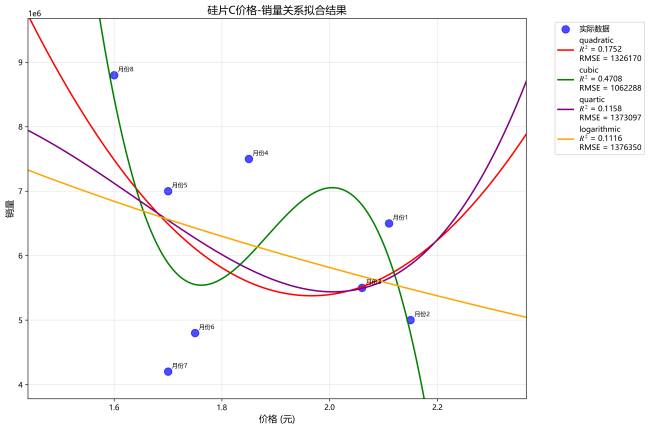 硅片C价格-销量关系拟合结果
1e6
9
8
7
6
5
4
销量
1.6
1.8
2.0
2.2
价格 (元)
月份8
月份4
月份5
月份1
月份3
月份2
月份6
月份7
实际数据
quadratic
R² = 0.1752
RMSE = 1326170
cubic
R² = 0.4708
RMSE = 1062288
quartic
R² = 0.1158
RMSE = 1373097
logarithmic
R² = 0.1116
RMSE = 1376350